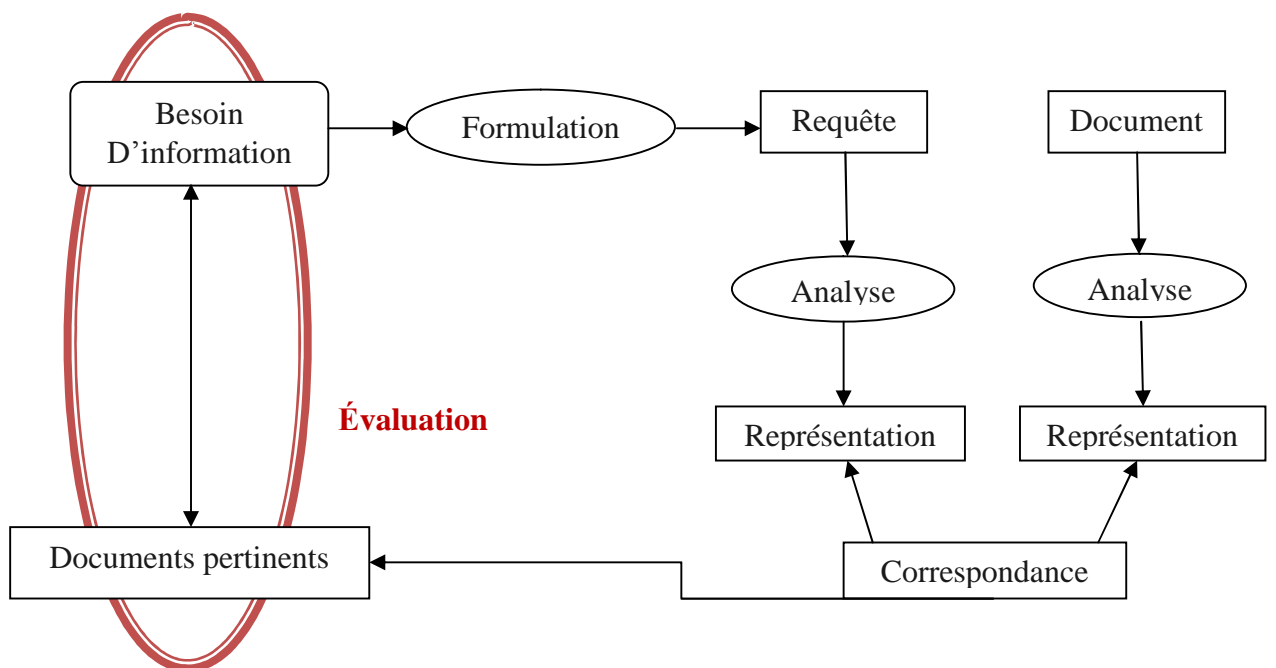 Besoin
D’information
Formulation
Requête
Document
Analyse
Analyse
Évaluation
Représentation
Représentation
Documents pertinents
Correspondance